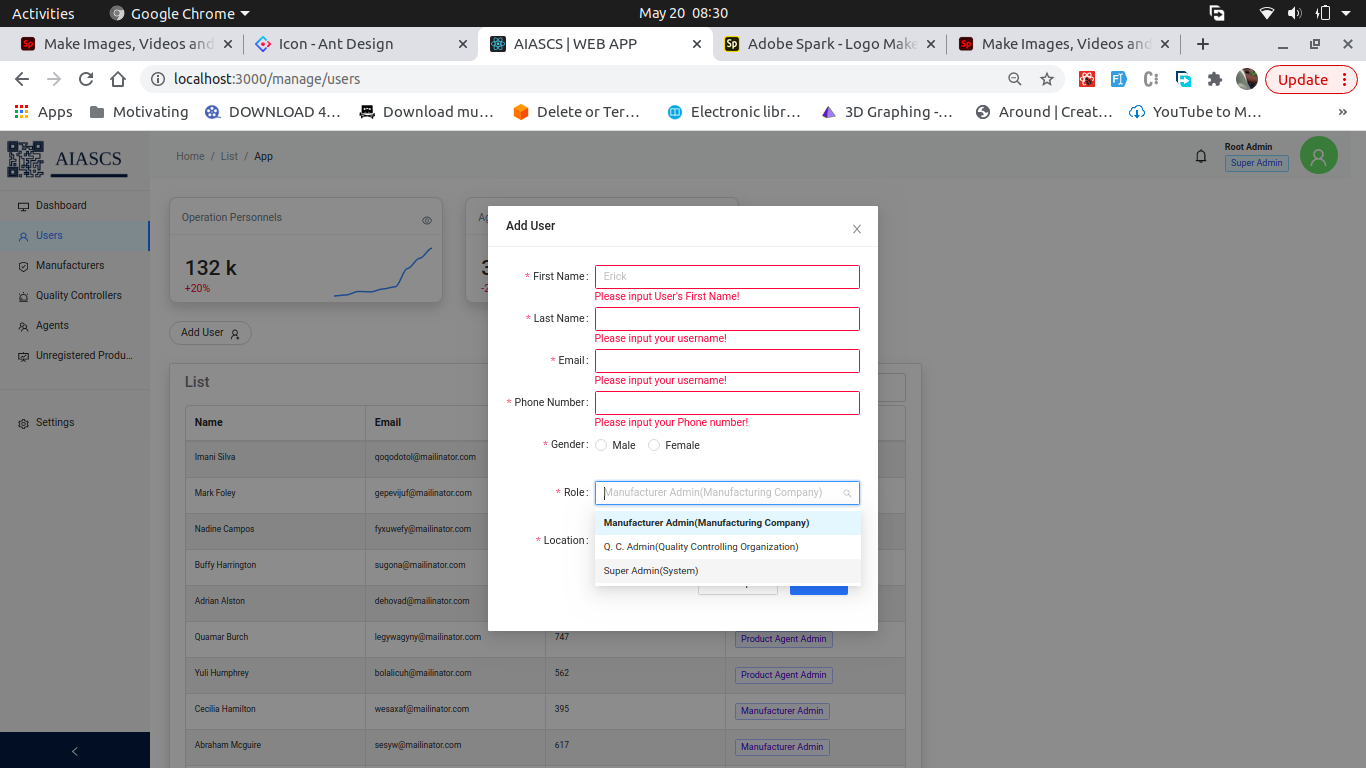 Activities
Google Chrome
May 20 08:30
Make Images, Videos and
Icon - Ant Design
AIASCS | WEB APP
Adobe Spark - Logo Make
Make Images, Videos and
localhost:3000/manage/users
Update
Apps
Motivating
DOWNLOAD 4...
Download mu...
Delete or Ter...
Electronic libr...
3D Graphing -...
Around | Creat...
YouTube to M...
»
AIASCS
Home / List / App
Root Admin
Super Admin
Dashboard
Users
Manufacturers
Quality Controllers
Agents
Unregistered Produ...
Settings
Operation Personnels
132 k
+20%
Add User
List
Name
Email
Imani Silva
qoqodotol@mailinator.com
Mark Foley
gepevijuf@mailinator.com
Nadine Campos
fyxuwefy@mailinator.com
Buffy Harrington
sugona@mailinator.com
Adrian Alston
dehovad@mailinator.com
Quamar Burch
legywagyny@mailinator.com
747
Product Agent Admin
Yuli Humphrey
bolalicuh@mailinator.com
562
Product Agent Admin
Cecilia Hamilton
wesaxaf@mailinator.com
395
Manufacturer Admin
Abraham Mcguire
sesyw@mailinator.com
617
Manufacturer Admin
Add User
* First Name:
Erick
Please input User's First Name!
* Last Name:
Please input your username!
* Email:
Please input your username!
* Phone Number:
Please input your Phone number!
* Gender:
Male
Female
* Role:
Manufacturer Admin(Manufacturing Company)
Manufacturer Admin(Manufacturing Company)
Q. C. Admin(Quality Controlling Organization)
Super Admin(System)
* Location: